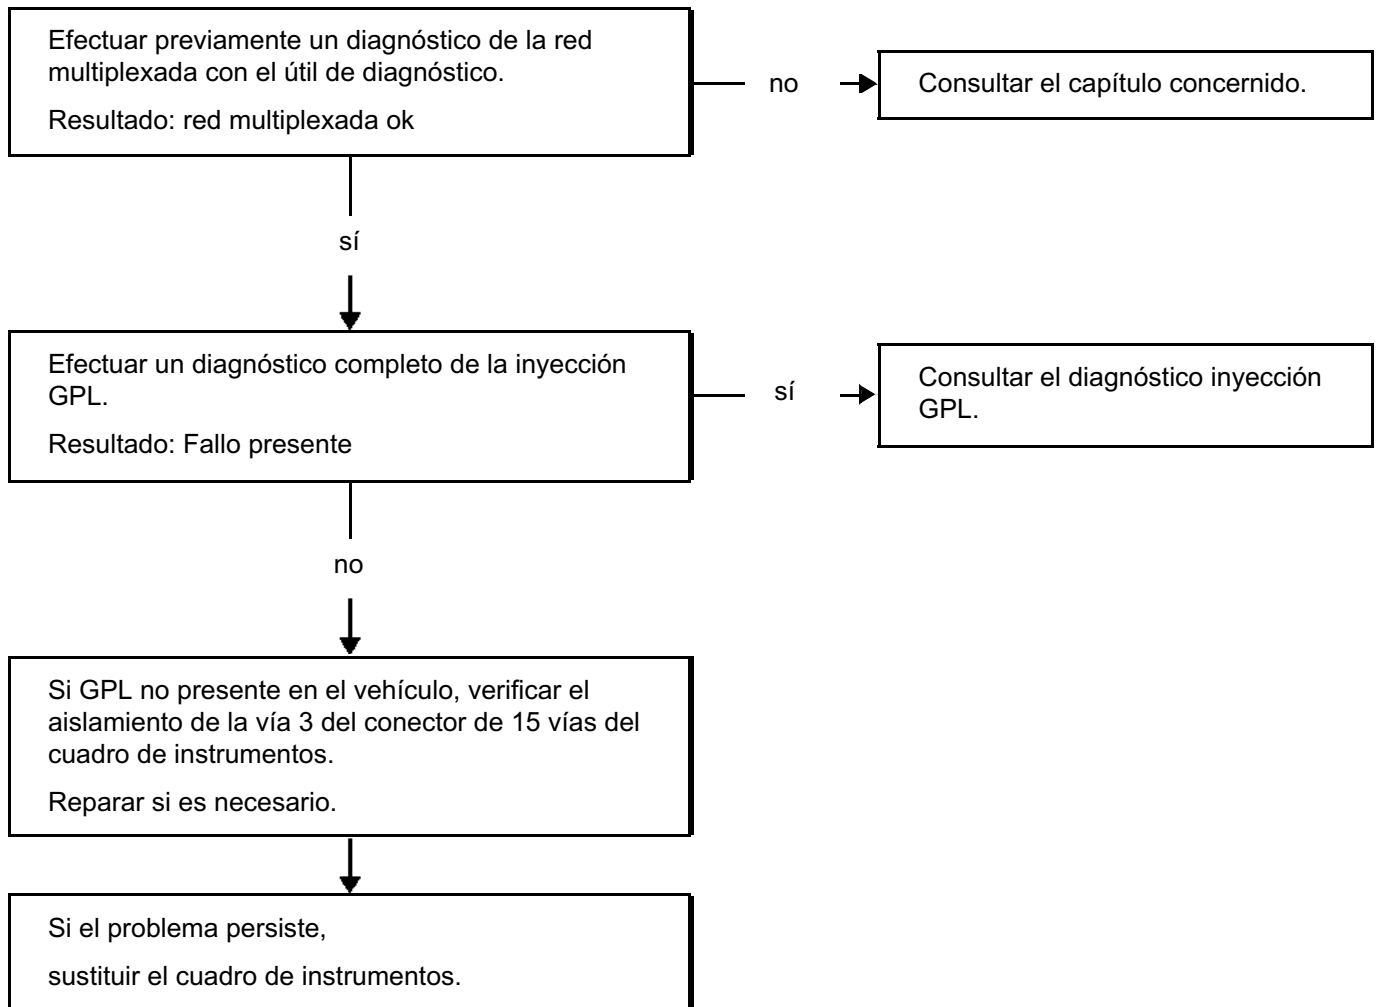 Efectuar previamente un diagnóstico de la red
multiplexada con el útil de diagnóstico.
Resultado: red multiplexada ok
no
Consultar el capítulo concernido.
sí
Efectuar un diagnóstico completo de la inyección
GPL.
Resultado: Fallo presente
sí
Consultar el diagnóstico inyección
GPL.
no
Si GPL no presente en el vehículo, verificar el
aislamiento de la vía 3 del conector de 15 vías del
cuadro de instrumentos.
Reparar si es necesario.
Si el problema persiste,
sustituir el cuadro de instrumentos.